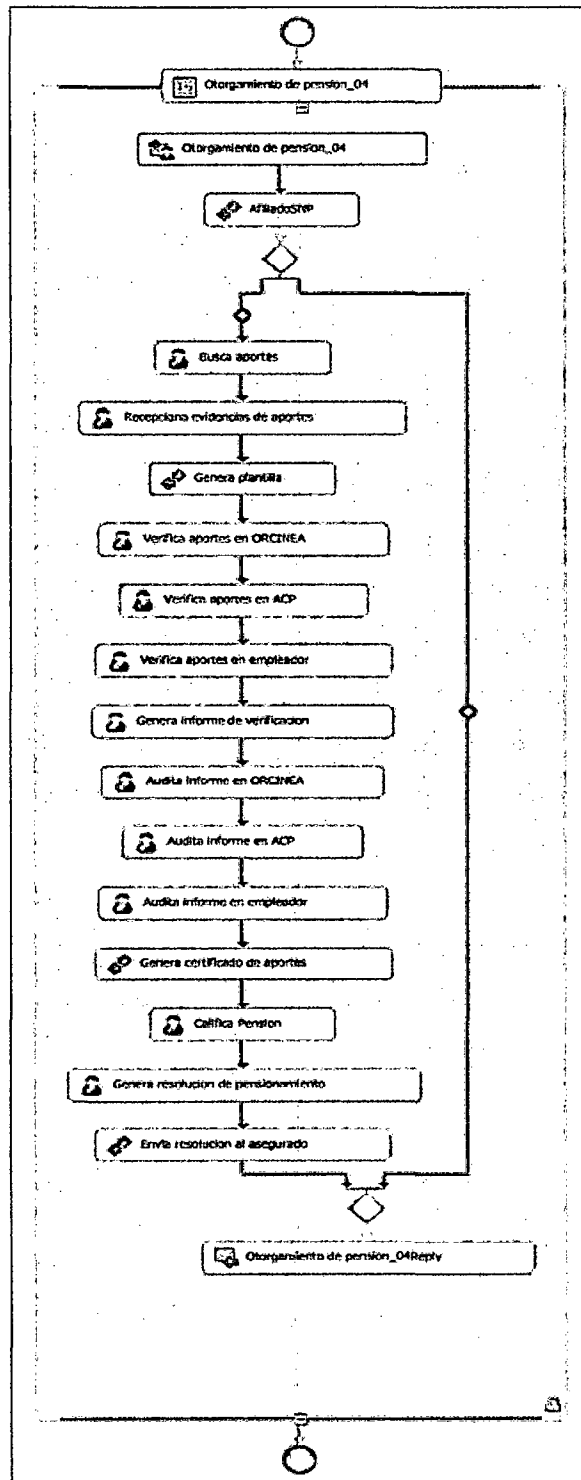 Otorgamiento de pension_04
Otorgamiento de pension_04
AfiliadoSNP
Busca aportes
Recepciona evidencias de aportes
Genera plantilla
Verifica aportes en ORCINEA
Verifica aportes en ACP
Verifica aportes en empleador
Genera informe de verificacion
Audita informe en ORCINEA
Audita informe en ACP
Audita informe en empleador
Genera certificado de aportes
Califica Pension
Genera resolucion de pensionamiento
Envia resolucion al asegurado
Otorgamiento de pension_04Reply